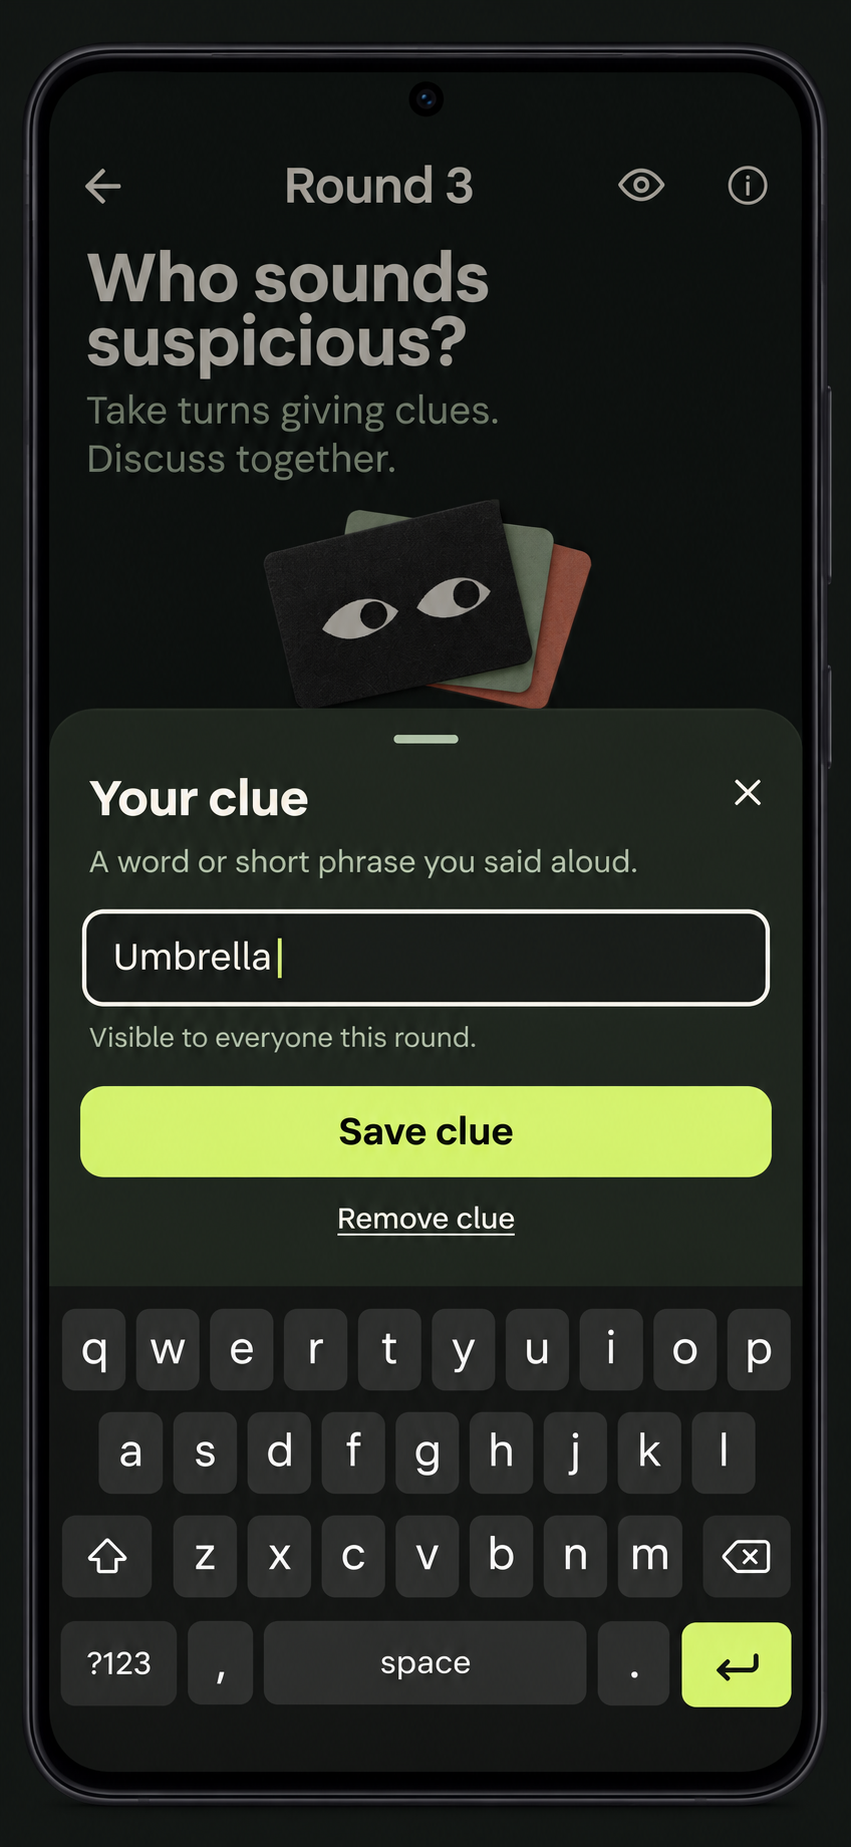 Round 3
Who sounds
suspicious?
Take turns giving clues.
Discuss together.
Your clue
A word or short phrase you said aloud.
Umbrella
Visible to everyone this round.
Save clue
Remove clue
q w e r t y u i o p
a s d f g h j k l
z x c v b n m
?123 , space .